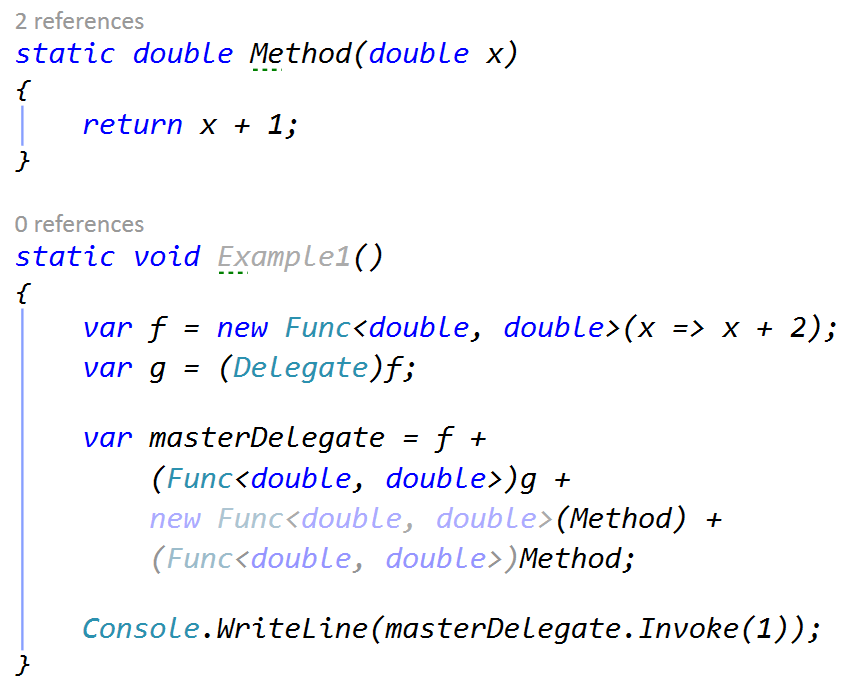 2 references
static double Method(double x)
{
    return x + 1;
}
0 references
static void Example1()
{
    var f = new Func<double, double>(x => x + 2);
    var g = (Delegate)f;
    var masterDelegate = f +
        (Func<double, double>)g +
        new Func<double, double>(Method) +
        (Func<double, double>)Method;
    Console.WriteLine(masterDelegate.Invoke(1));
}